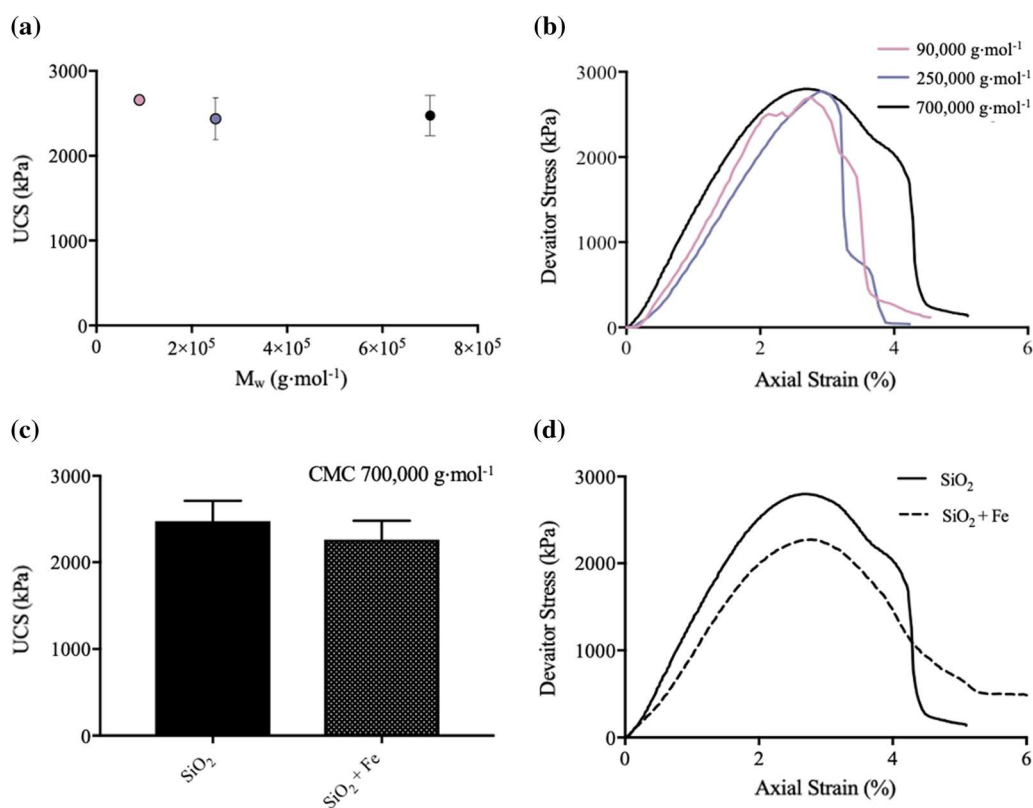 (a)
3000
2000
1000
0
UCS (kPa)
0
2×10⁵
4×10⁵
6×10⁵
8×10⁵
M_w (g·mol⁻¹)
(b)
90,000 g·mol⁻¹
250,000 g·mol⁻¹
700,000 g·mol⁻¹
3000
2000
1000
0
Devaitor Stress (kPa)
0
2
4
6
Axial Strain (%)
(c)
CMC 700,000 g·mol⁻¹
3000
2000
1000
0
UCS (kPa)
SiO₂
SiO₂ + Fe
(d)
SiO₂
SiO₂ + Fe
3000
2000
1000
0
Devaitor Stress (kPa)
0
2
4
6
Axial Strain (%)